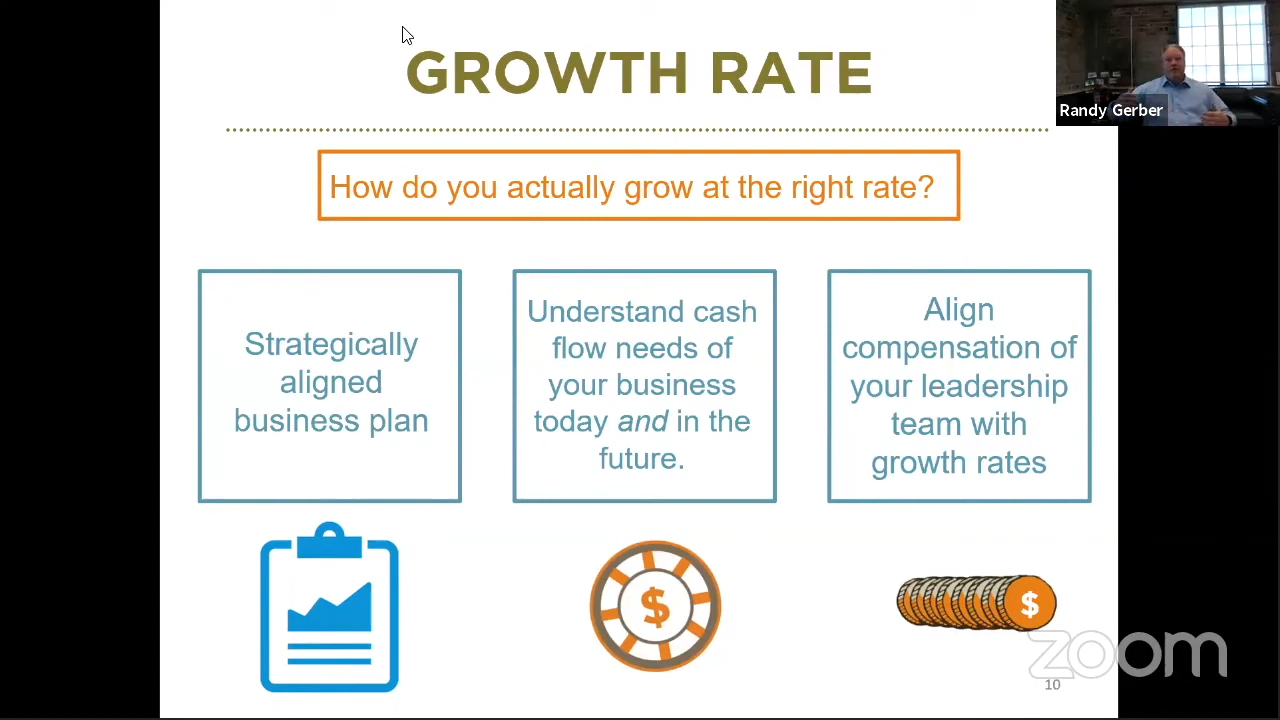 GROWTH RATE
Randy Gerber
How do you actually grow at the right rate?
Strategically
aligned
business plan
Understand cash
flow needs of
your business
today and in the
future.
Align
compensation of
your leadership
team with
growth rates
$
$
zoom
10